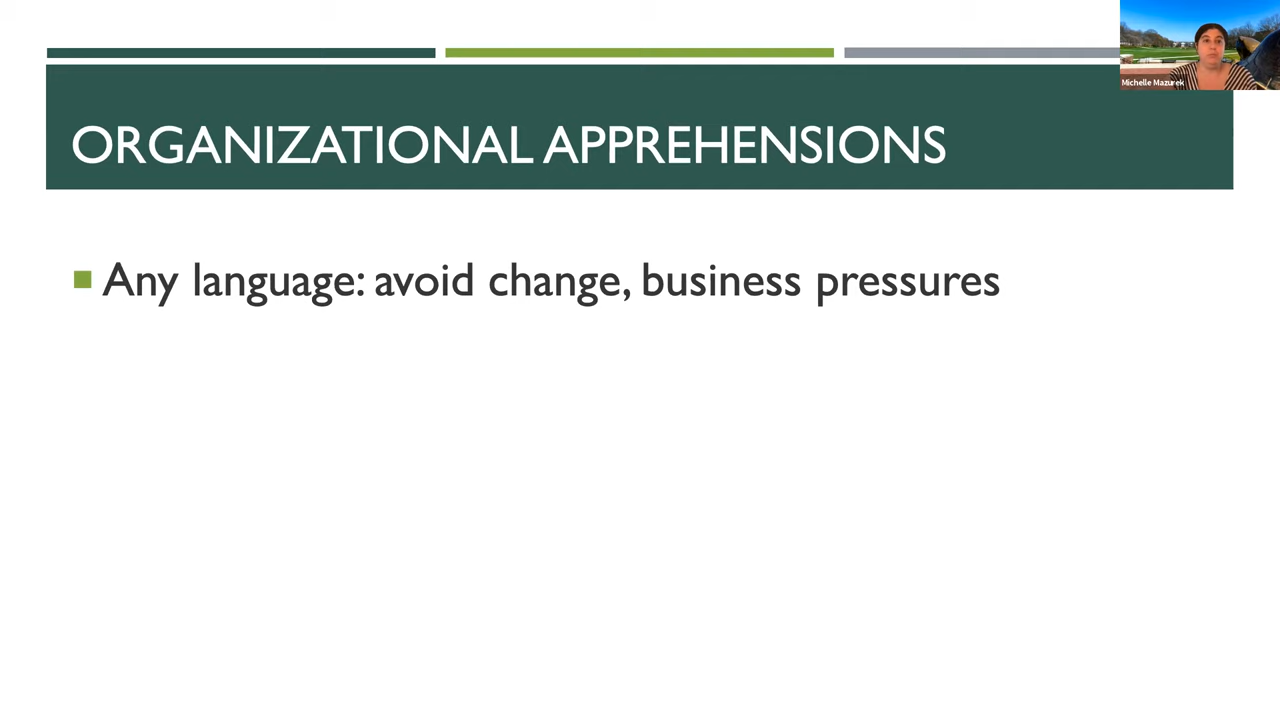 Michelle Mazurek
ORGANIZATIONAL APPREHENSIONS
Any language: avoid change, business pressures